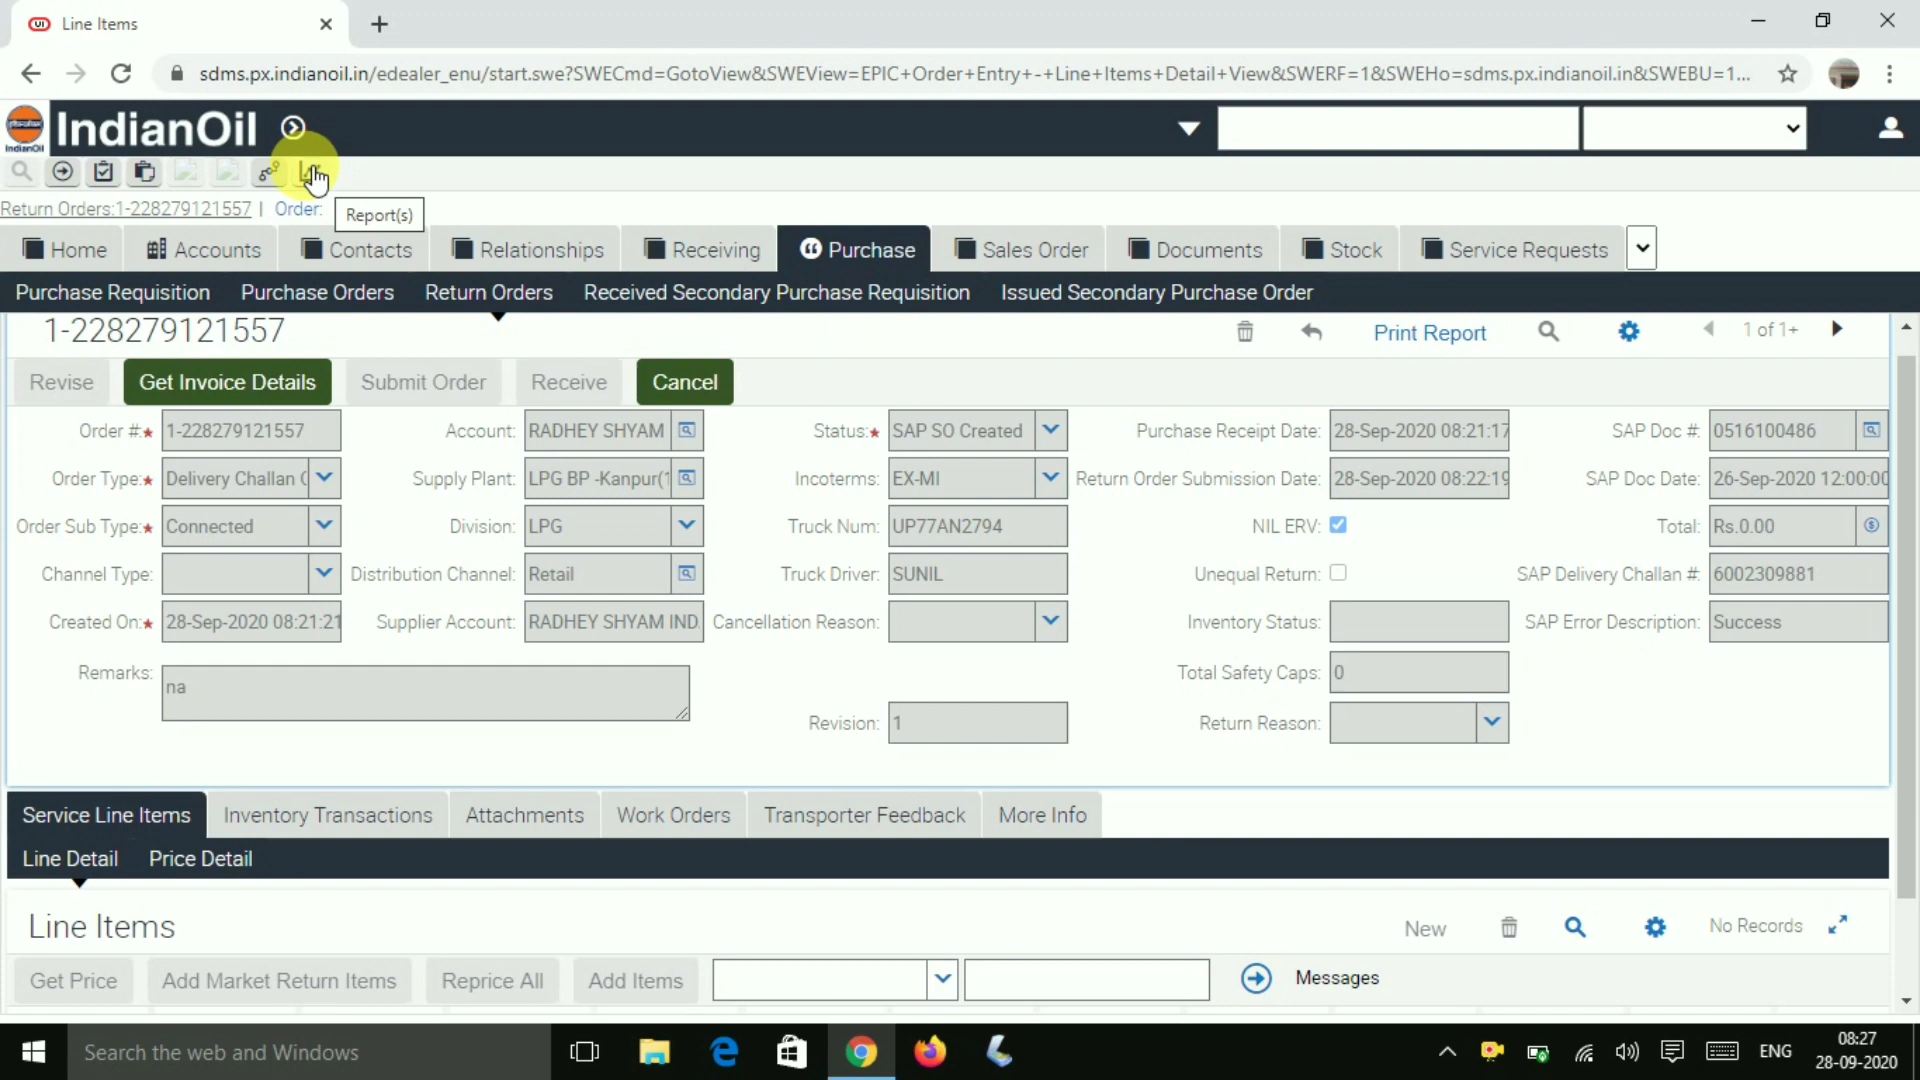 Line Items
sdms.px.indianoil.in/edealer_enu/start.swe?SWECmd=GotoView&SWEView=EPIC+Order+Entry+-+Line+Items+Detail+View&SWERF=1&SWEHo=sdms.px.indianoil.in&SWEBU=1...
IndianOil
IndianOil
Return Orders:1-228279121557 | Order:
Report(s)
Home Accounts Contacts Relationships Receiving Purchase Sales Order Documents Stock Service Requests
Purchase Requisition Purchase Orders Return Orders Received Secondary Purchase Requisition Issued Secondary Purchase Order
1-228279121557 Print Report 1 of 1+
Revise Get Invoice Details Submit Order Receive Cancel
Order #:★ 1-228279121557 Account: RADHEY SHYAM Status:★ SAP SO Created Purchase Receipt Date: 28-Sep-2020 08:21:17 SAP Doc #: 0516100486
Order Type:★ Delivery Challan ( Supply Plant: LPG BP -Kanpur(1 Incoterms: EX-MI Return Order Submission Date: 28-Sep-2020 08:22:19 SAP Doc Date: 26-Sep-2020 12:00:00
Order Sub Type:★ Connected Division: LPG Truck Num: UP77AN2794 NIL ERV: Total: Rs.0.00
Channel Type: Distribution Channel: Retail Truck Driver: SUNIL Unequal Return: SAP Delivery Challan #: 6002309881
Created On:★ 28-Sep-2020 08:21:21 Supplier Account: RADHEY SHYAM IND Cancellation Reason: Inventory Status: SAP Error Description: Success
Remarks: na Total Safety Caps: 0
Revision: 1 Return Reason:
Service Line Items Inventory Transactions Attachments Work Orders Transporter Feedback More Info
Line Detail Price Detail
Line Items New No Records
Get Price Add Market Return Items Reprice All Add Items Messages
Search the web and Windows ENG 08:27
28-09-2020